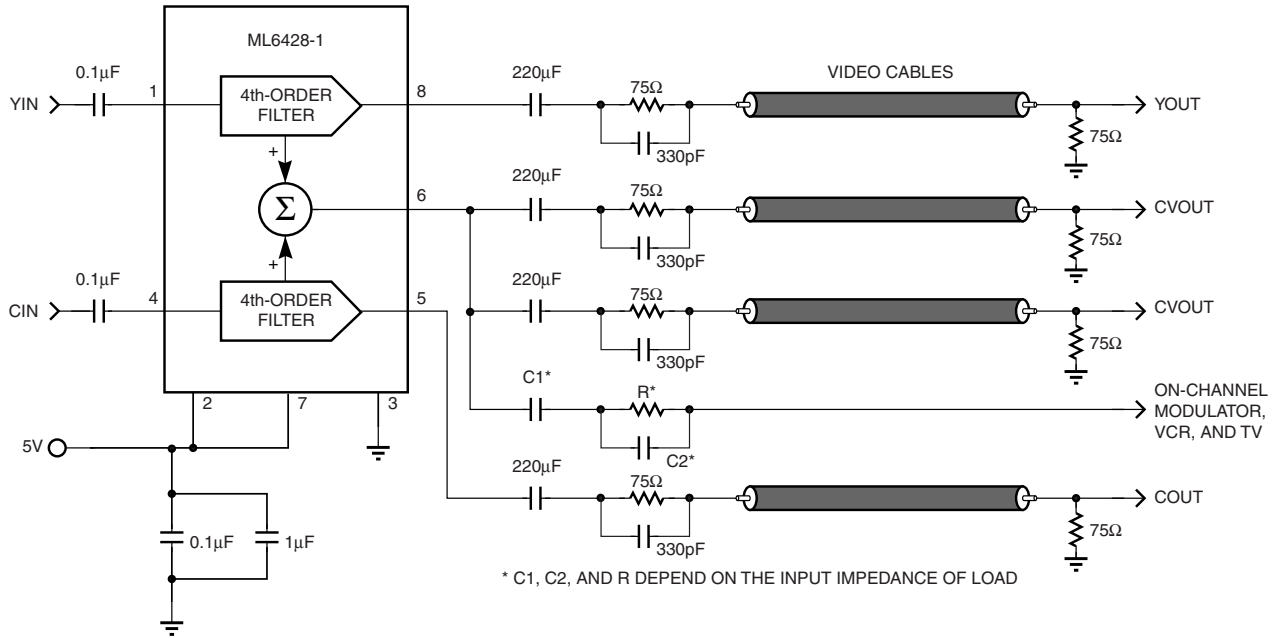 ML6428-1
0.1µF
1
YIN
4th-ORDER
FILTER
8
220µF
75Ω
330pF
VIDEO CABLES
YOUT
75Ω
+
Σ
6
220µF
75Ω
330pF
CVOUT
75Ω
+
0.1µF
4
CIN
4th-ORDER
FILTER
5
220µF
75Ω
330pF
CVOUT
75Ω
2
7
3
5V
C1*
R*
C2*
ON-CHANNEL
MODULATOR,
VCR, AND TV
220µF
75Ω
330pF
COUT
75Ω
0.1µF
1µF
* C1, C2, AND R DEPEND ON THE INPUT IMPEDANCE OF LOAD